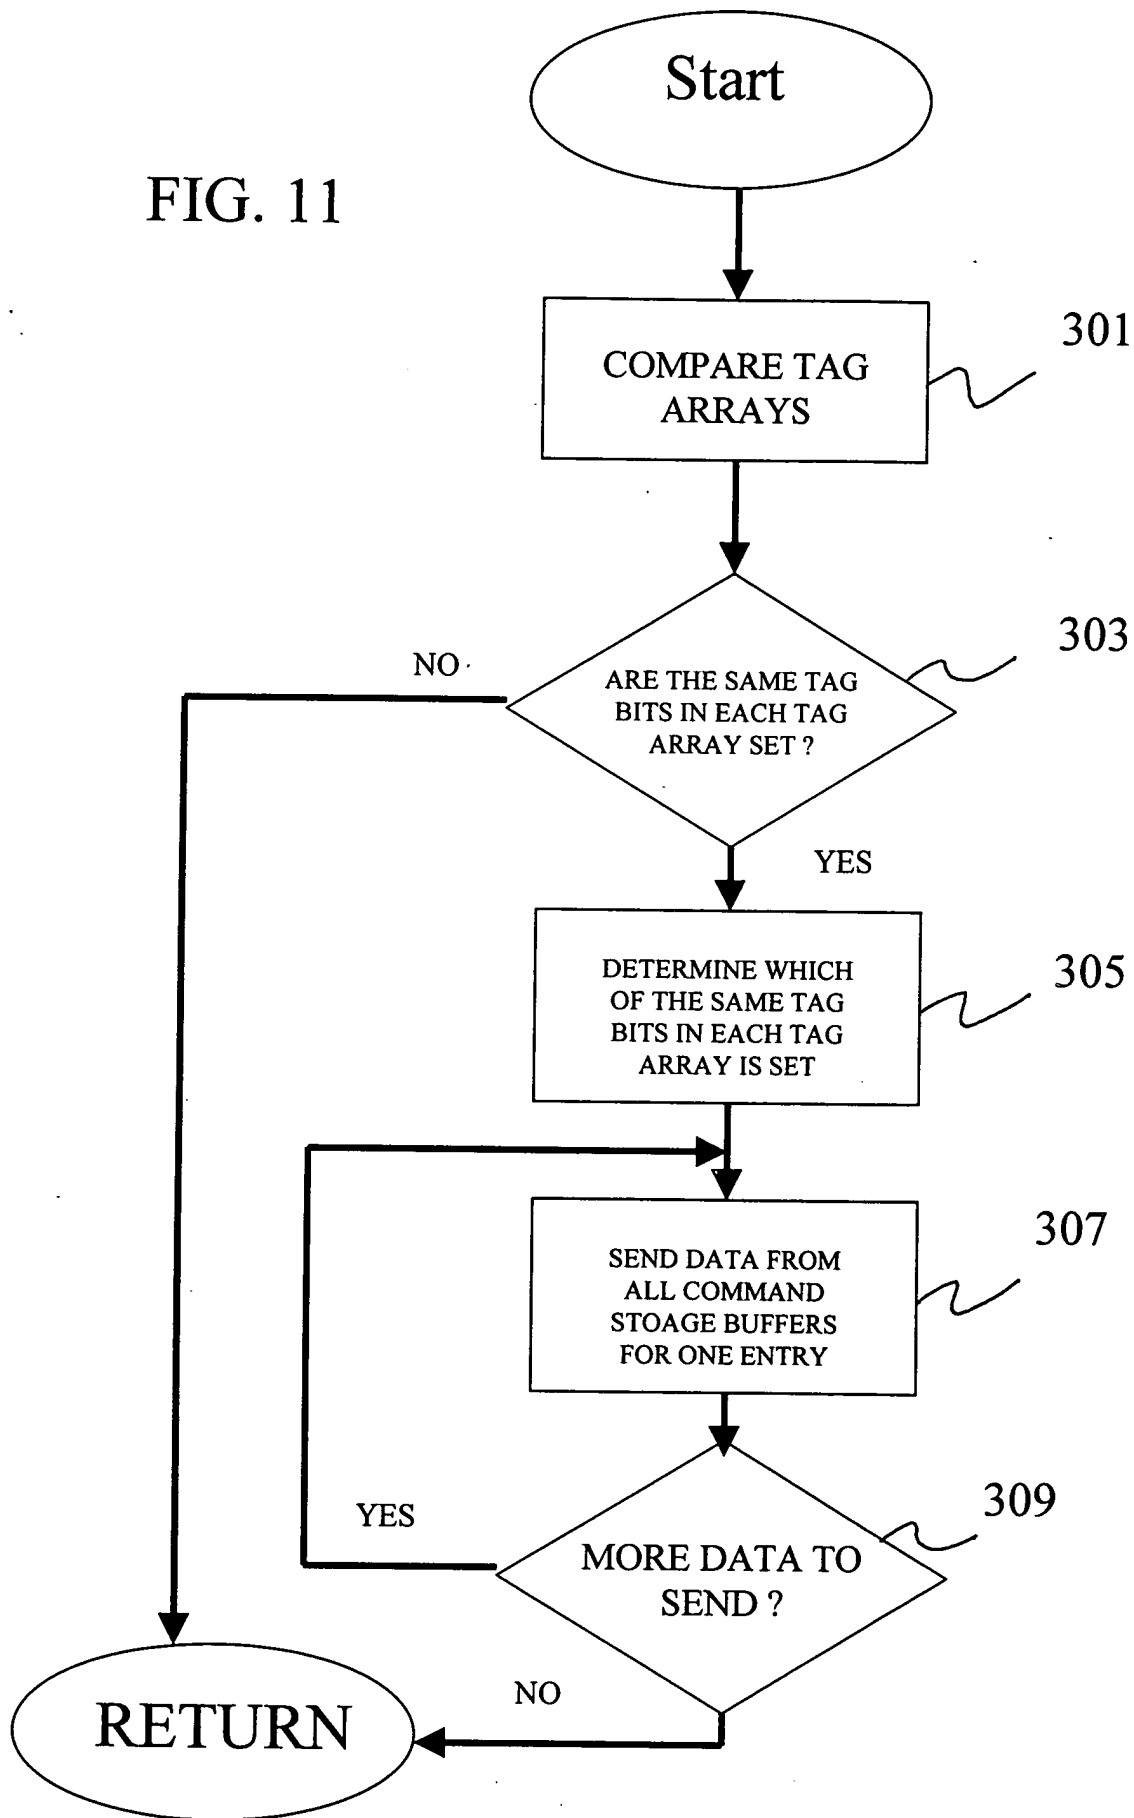 Start
FIG. 11
301
COMPARE TAG
ARRAYS
303
NO
ARE THE SAME TAG
BITS IN EACH TAG
ARRAY SET ?
YES
305
DETERMINE WHICH
OF THE SAME TAG
BITS IN EACH TAG
ARRAY IS SET
307
SEND DATA FROM
ALL COMMAND
STOAGE BUFFERS
FOR ONE ENTRY
309
YES
MORE DATA TO
SEND ?
NO
RETURN